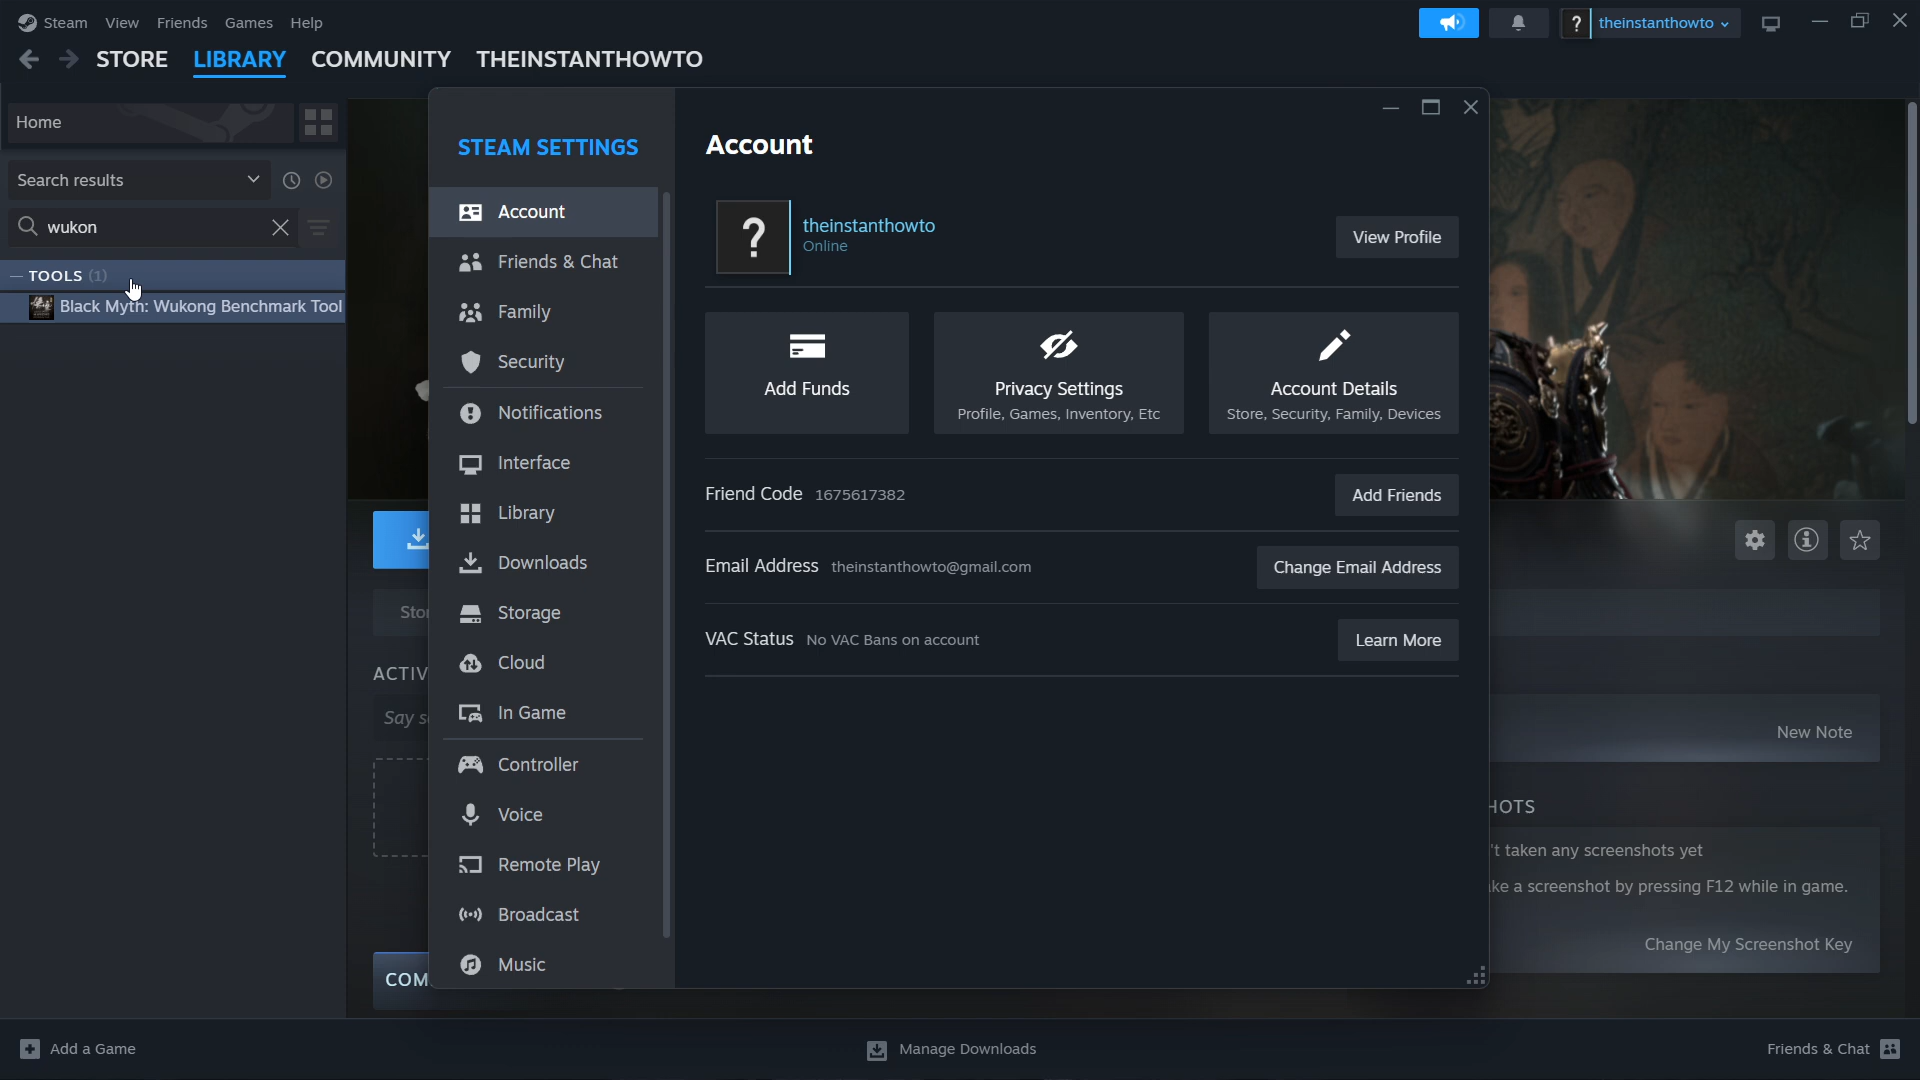 Steam View Friends Games Help
theinstanthowto
STORE LIBRARY COMMUNITY THEINSTANTHOWTO
Home
Search results
wukon
TOOLS (1)
Black Myth: Wukong Benchmark Tool
STEAM SETTINGS
Account
Friends & Chat
Family
Security
Notifications
Interface
Library
Downloads
Storage
Cloud
In Game
Controller
Voice
Remote Play
Broadcast
Music
Account
?
theinstanthowto
Online
View Profile
Add Funds
Privacy Settings
Profile, Games, Inventory, Etc
Account Details
Store, Security, Family, Devices
Friend Code 1675617382
Add Friends
Email Address theinstanthowto@gmail.com
Change Email Address
VAC Status No VAC Bans on account
Learn More
Stor
ACTIV
Say s
COM
New Note
HOTS
't taken any screenshots yet
ke a screenshot by pressing F12 while in game.
Change My Screenshot Key
Add a Game
Manage Downloads
Friends & Chat